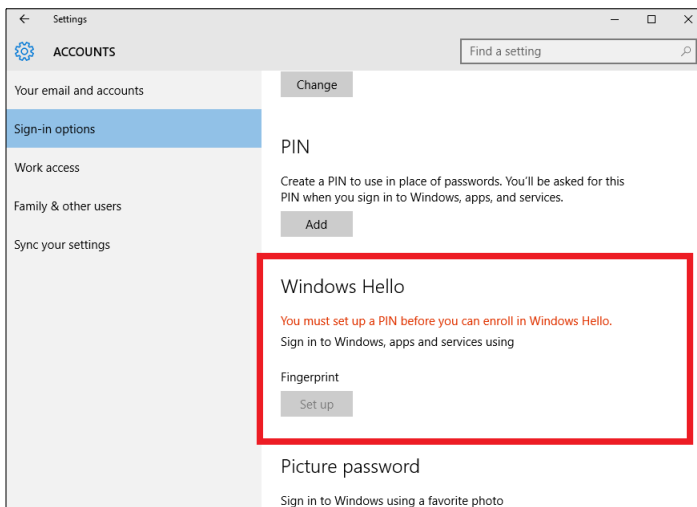 Settings
ACCOUNTS
Find a setting
Your email and accounts
Sign-in options
Work access
Family & other users
Sync your settings
Change
PIN
Create a PIN to use in place of passwords. You'll be asked for this
PIN when you sign in to Windows, apps, and services.
Add
Windows Hello
You must set up a PIN before you can enroll in Windows Hello.
Sign in to Windows, apps and services using
Fingerprint
Set up
Picture password
Sign in to Windows using a favorite photo